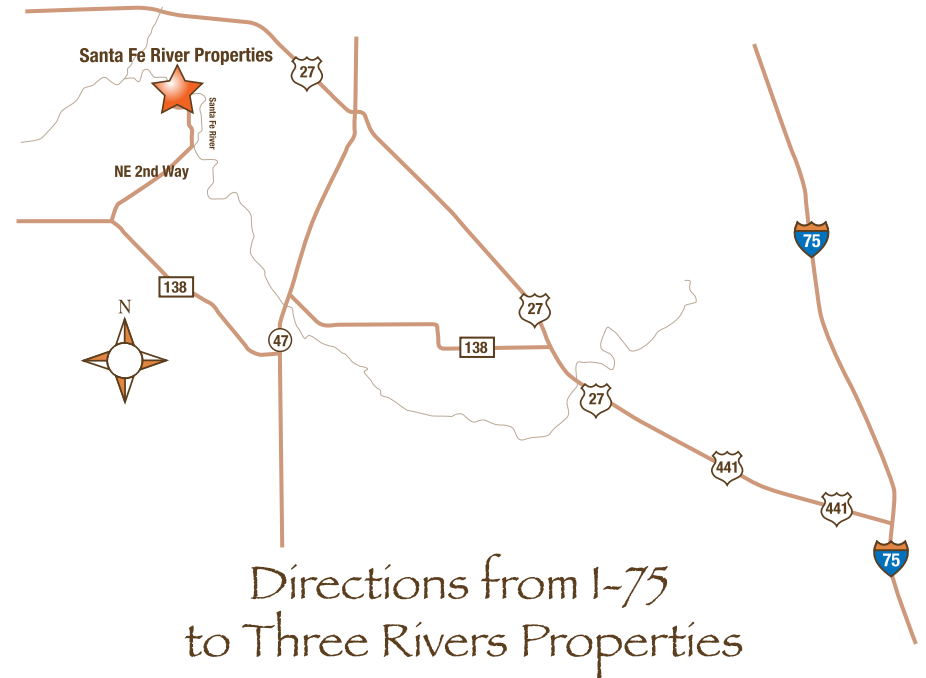 Santa Fe River Properties
27
Santa Fe River
NE 2nd Way
75
138
N
27
47
138
27
441
441
75
Directions from I-75
to Three Rivers Properties